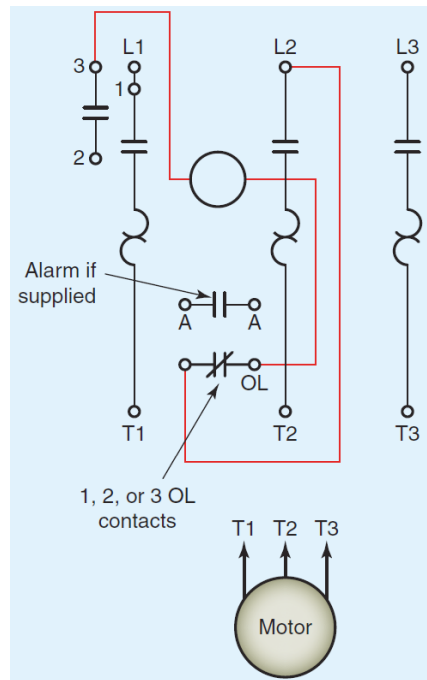 L1
L2
L3
3
1
2
Alarm if
supplied
A
A
OL
T1
T2
T3
1, 2, or 3 OL
contacts
T1
T2
T3
Motor